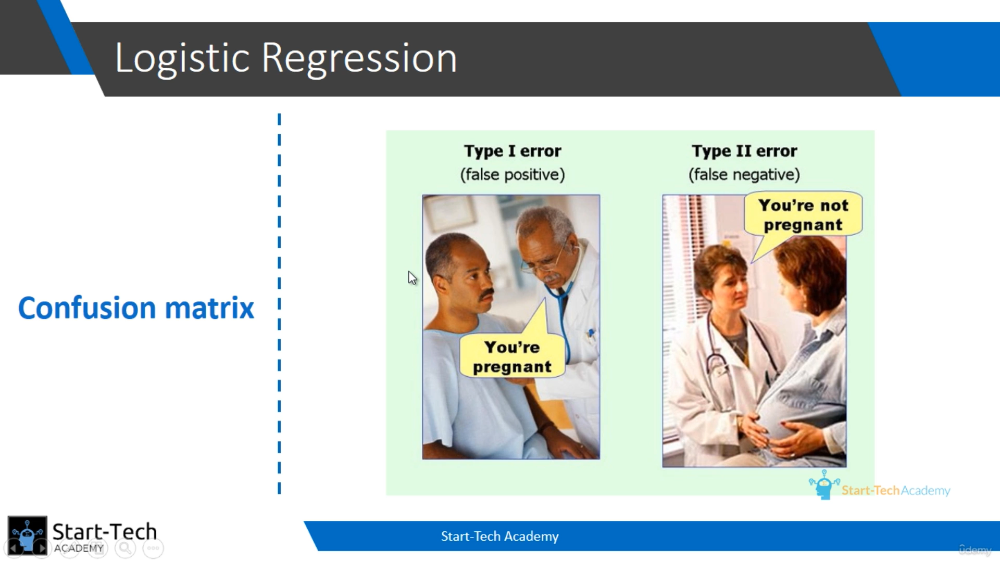 Logistic Regression
Confusion matrix
Type I error
(false positive)
You're
pregnant
Type II error
(false negative)
You're not
pregnant
Start-Tech Academy
Start-Tech
ACADEMY
Start-Tech Academy
ûdemy